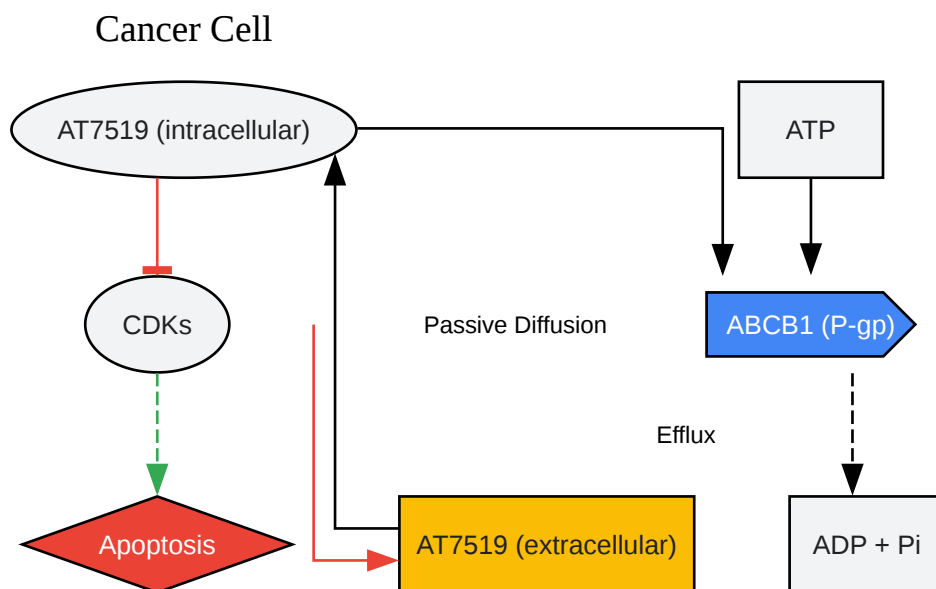 Cancer Cell
AT7519 (intracellular)
ATP
CDKs
Passive Diffusion
ABCB1 (P-gp)
Efflux
Apoptosis
AT7519 (extracellular)
ADP + Pi